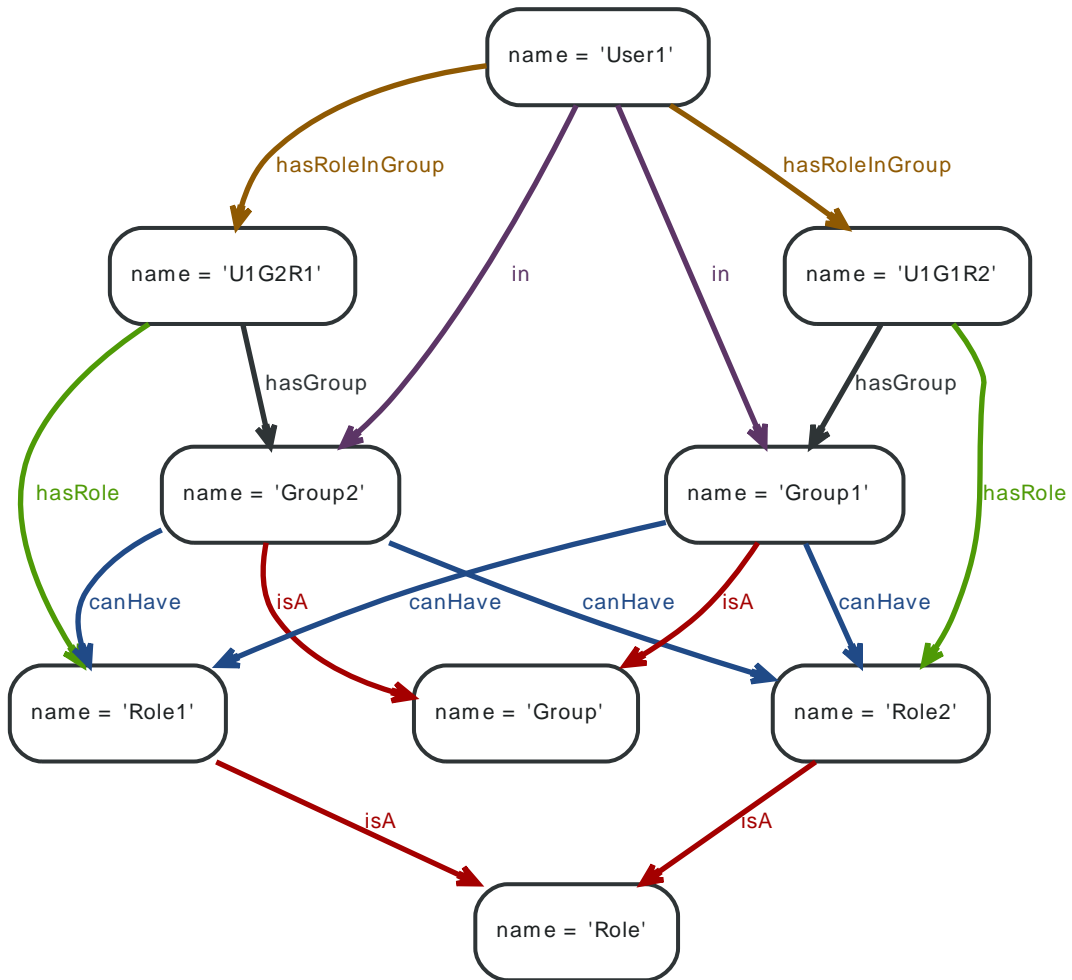 name = 'User1'
hasRoleInGroup
hasRoleInGroup
name = 'U1G2R1'
in
in
name = 'U1G1R2'
hasGroup
hasGroup
hasRole
name = 'Group2'
name = 'Group1'
hasRole
canHave
isA
canHave
canHave
isA
canHave
name = 'Role1'
name = 'Group'
name = 'Role2'
isA
isA
name = 'Role'